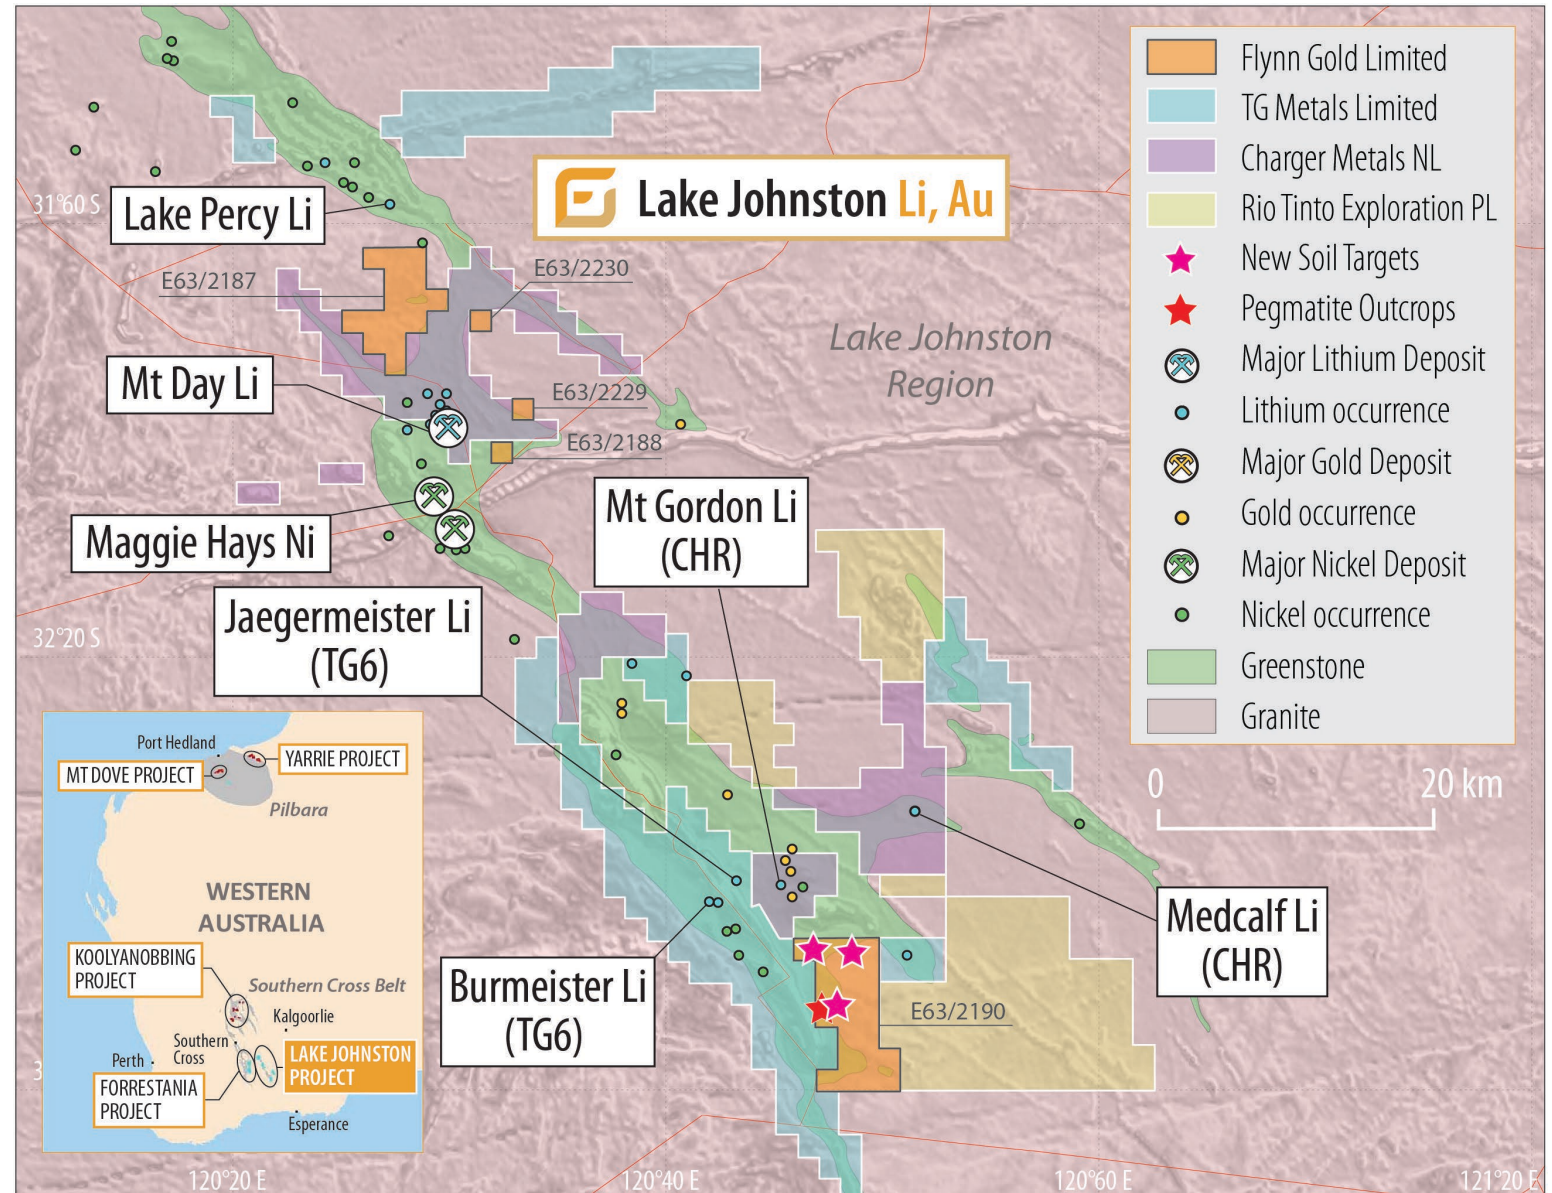 Flynn Gold Limited
TG Metals Limited
Charger Metals NL
Rio Tinto Exploration PL
New Soil Targets
Pegmatite Outcrops
Major Lithium Deposit
Lithium occurrence
Major Gold Deposit
Gold occurrence
Major Nickel Deposit
Nickel occurrence
Greenstone
Granite
0 20 km
Lake Johnston Li, Au
31°60 S
Lake Percy Li
E63/2187
E63/2230
Lake Johnston
Region
Mt Day Li
E63/2229
E63/2188
Maggie Hays Ni
Mt Gordon Li
(CHR)
Jaegermeister Li
(TG6)
32°20 S
Medcalf Li
(CHR)
Burmeister Li
(TG6)
E63/2190
Port Hedland
MT DOVE PROJECT
YARRIE PROJECT
Pilbara
WESTERN
AUSTRALIA
KOOLYANOBBING
PROJECT
Southern Cross Belt
Kalgoorlie
Southern
Cross
Perth
LAKE JOHNSTON
PROJECT
FORRESTANIA
PROJECT
Esperance
3
120°20 E
120°40 E
120°60 E
121°20 E